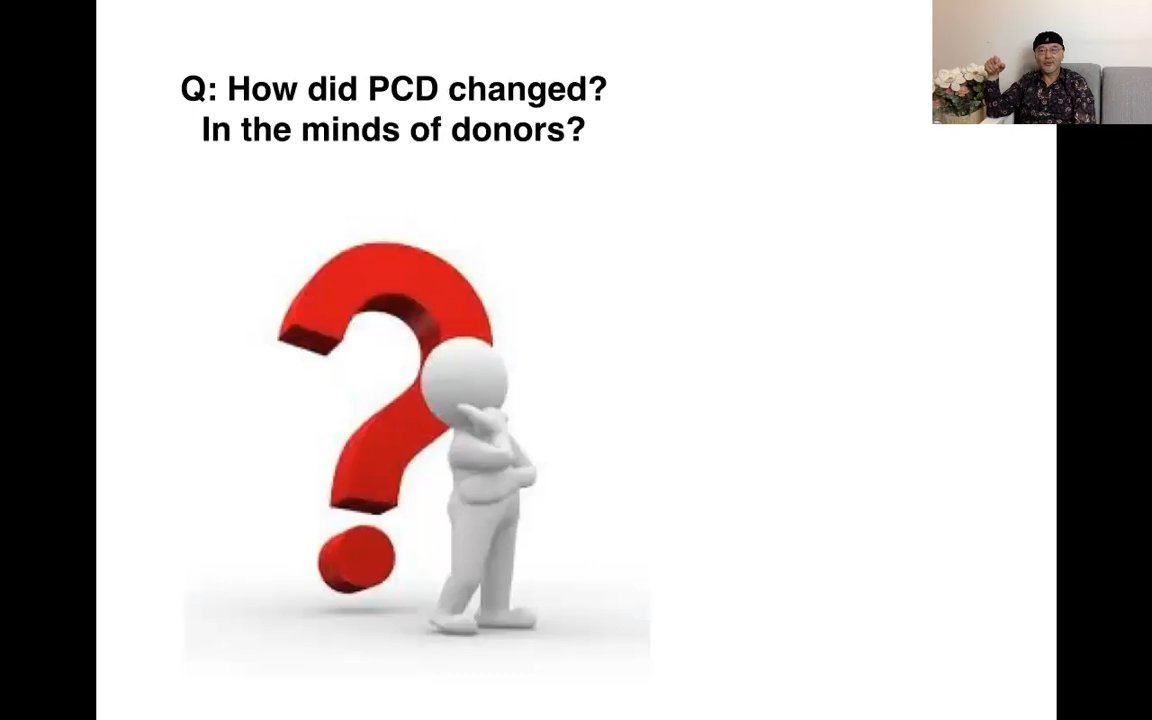 Q: How did PCD changed?
In the minds of donors?